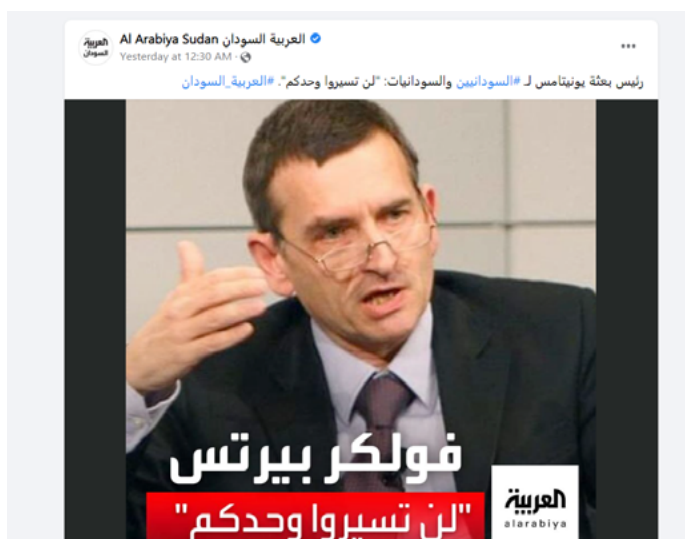 العربية السودان Al Arabiya Sudan
Yesterday at 12:30 AM
رئيس بعثة يونيتامس لـ #السودانيين والسودانيات: "لن تسيروا وحدكم". #العربية_السودان
فولكر بيرتس
"لن تسيروا وحدكم"
العربية
alarabiya
العربية
السودان